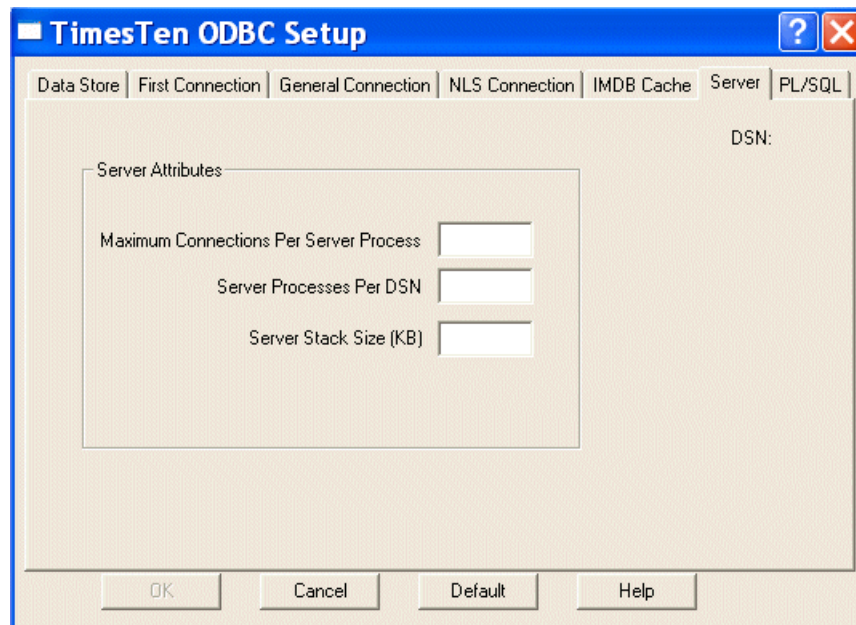 TimesTen ODBC Setup
Data Store First Connection General Connection NLS Connection IMDB Cache Server PL/SQL
DSN:
Server Attributes
Maximum Connections Per Server Process
Server Processes Per DSN
Server Stack Size (KB)
OK Cancel Default Help